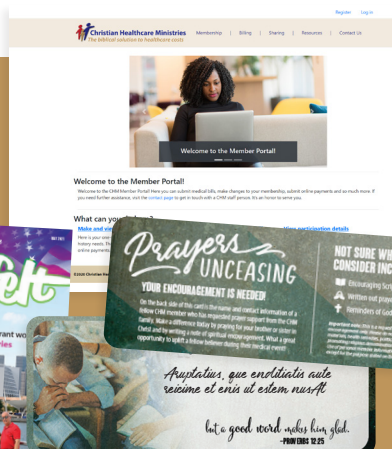 Register Log in
Christian Healthcare Ministries
The biblical solution to healthcare costs
Membership | Billing | Sharing | Resources | Contact Us
Welcome to the Member Portal!
Welcome to the Member Portal!
Welcome to the CHM Member Portal! Here you can submit medical bills, make changes to your membership, submit online payments and so much more. If
you need further assistance, visit the contact page to get in touch with a CHM staff person. It's an honor to serve you.
What can you
Make and
View participation details
Here is your one
online payments
Prayers
UNCEASING
YOUR ENCOURAGEMENT IS NEEDED!
On the back side of this card is the name and contact information of a
fellow CHM member who has requested prayer support from the CHM
family. Make a difference today by praying for your brother or sister in
Christ and by writing a note of spiritual encouragement. What a great
opportunity to uplift a fellow believer during their medical event!
NOT SURE
CONSIDER
Encouraging
Written out
Reminders of God
©2020 Christian
Aruptatius, que enditiatis aute
reicime et enis ut estem nusAt
but a good word makes him glad.
-PROVERBS 12:25